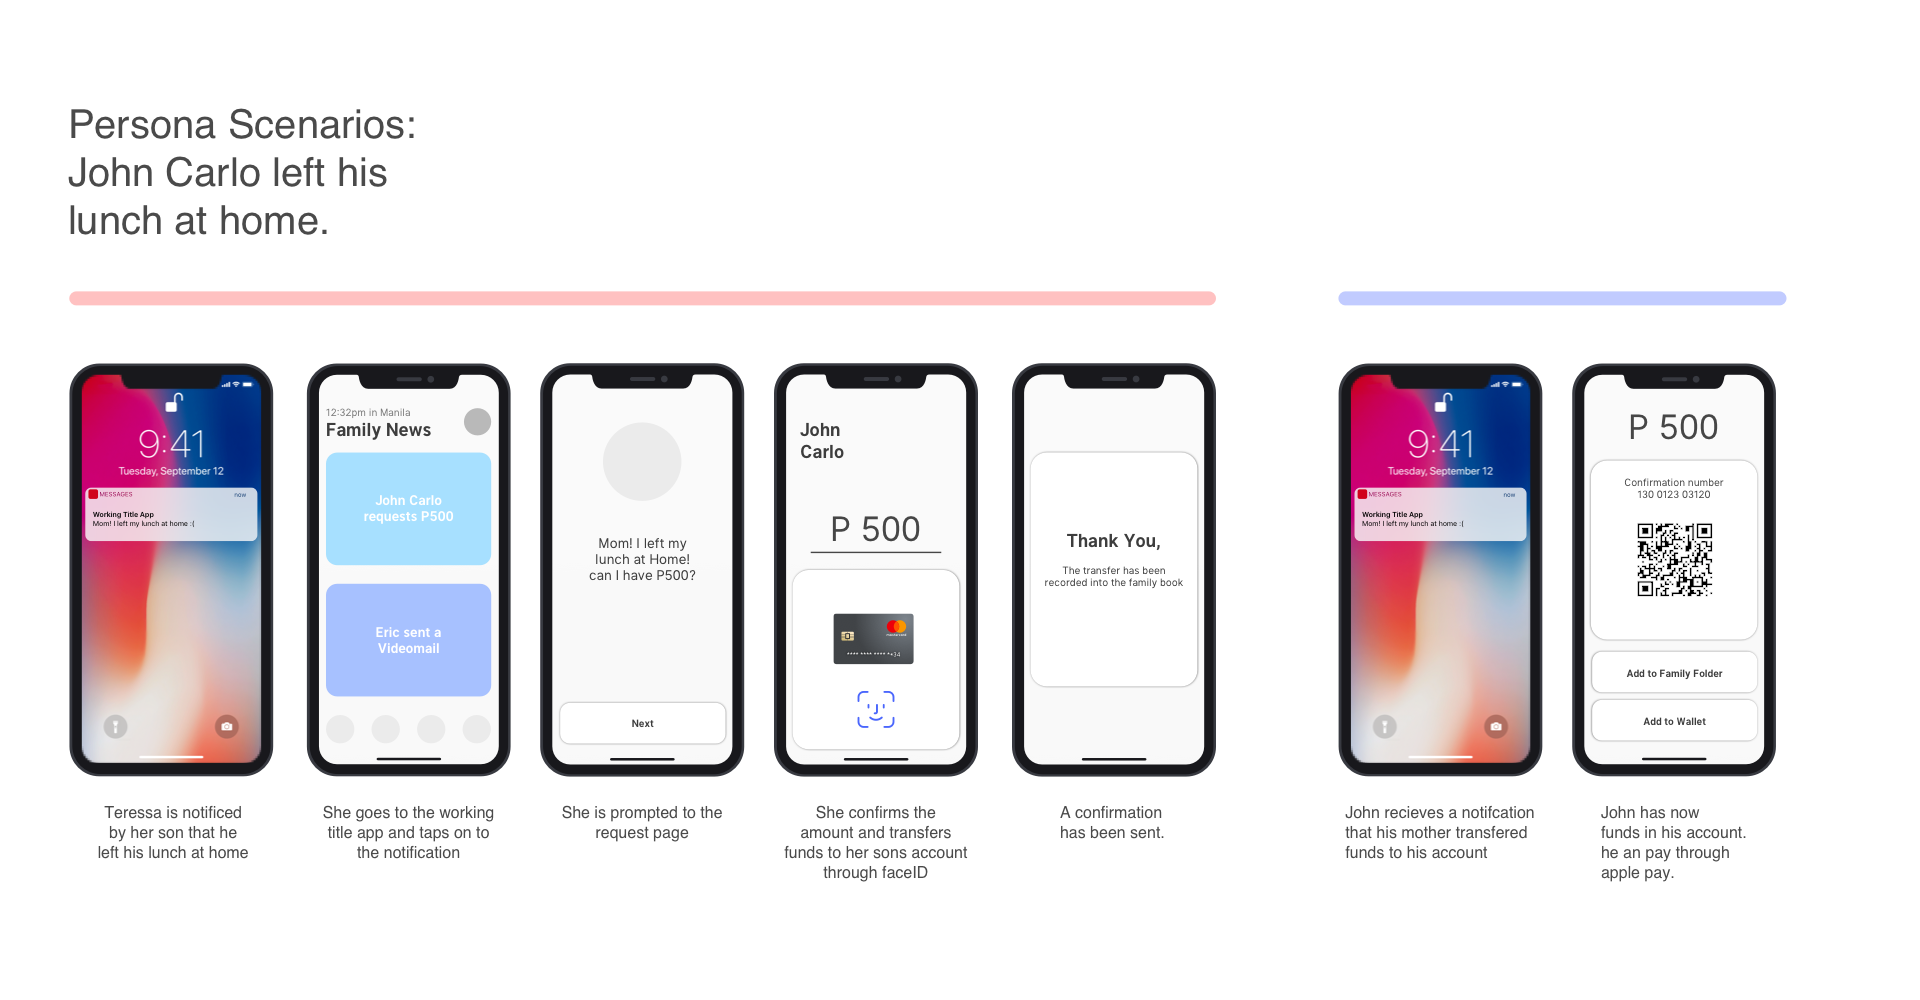 Persona Scenarios:
John Carlo left his
lunch at home.
9:41
Tuesday, September 12
MESSAGES
now
Working Title App
Mom! I left my lunch at home :(
Teressa is notificed
by her son that he
left his lunch at home
12:32pm in Manila
Family News
John Carlo
requests P500
Eric sent a
Videomail
She goes to the working
title app and taps on to
the notification
Mom! I left my
lunch at Home!
can I have P500?
Next
She is prompted to the
request page
John
Carlo
P 500
She confirms the
amount and transfers
funds to her sons account
through faceID
Thank You,
The transfer has been
recorded into the family book
A confirmation
has been sent.
9:41
Tuesday, September 12
MESSAGES
now
Working Title App
Mom! I left my lunch at home :(
John recieves a notifcation
that his mother transfered
funds to his account
P 500
Confirmation number
130 0123 03120
Add to Family Folder
Add to Wallet
John has now
funds in his account.
he an pay through
apple pay.